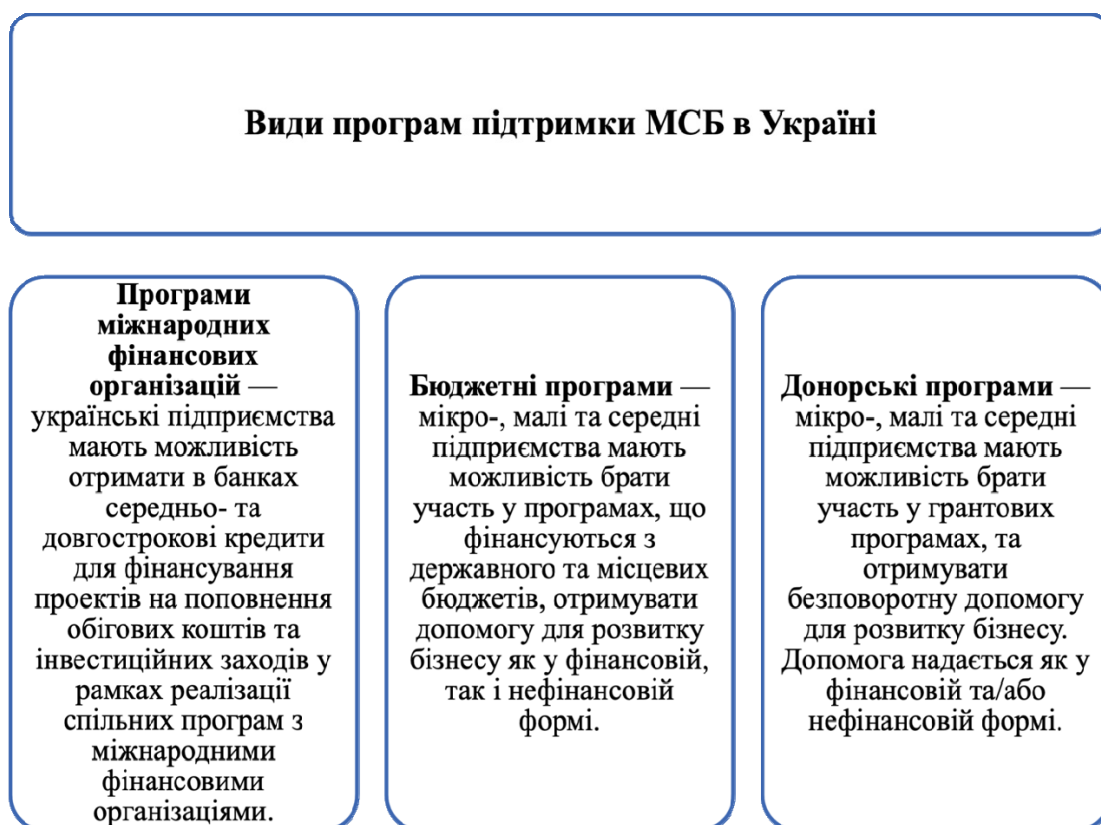 Види програм підтримки МСБ в Україні
Програми
міжнародних
фінансових
організацій —
українські підприємства
мають можливість
отримати в банках
середньо- та
довгострокові кредити
для фінансування
проектів на поповнення
обігових коштів та
інвестиційних заходів у
рамках реалізації
спільних програм з
міжнародними
фінансовими
організаціями.
Бюджетні програми —
мікро-, малі та середні
підприємства мають
можливість брати
участь у програмах, що
фінансуються з
державного та місцевих
бюджетів, отримувати
допомогу для розвитку
бізнесу як у фінансовій,
так і нефінансовій
формі.
Донорські програми —
мікро-, малі та середні
підприємства мають
можливість брати
участь у грантових
програмах, та
отримувати
безповоротну допомогу
для розвитку бізнесу.
Допомога надається як у
фінансовій та/або
нефінансовій формі.